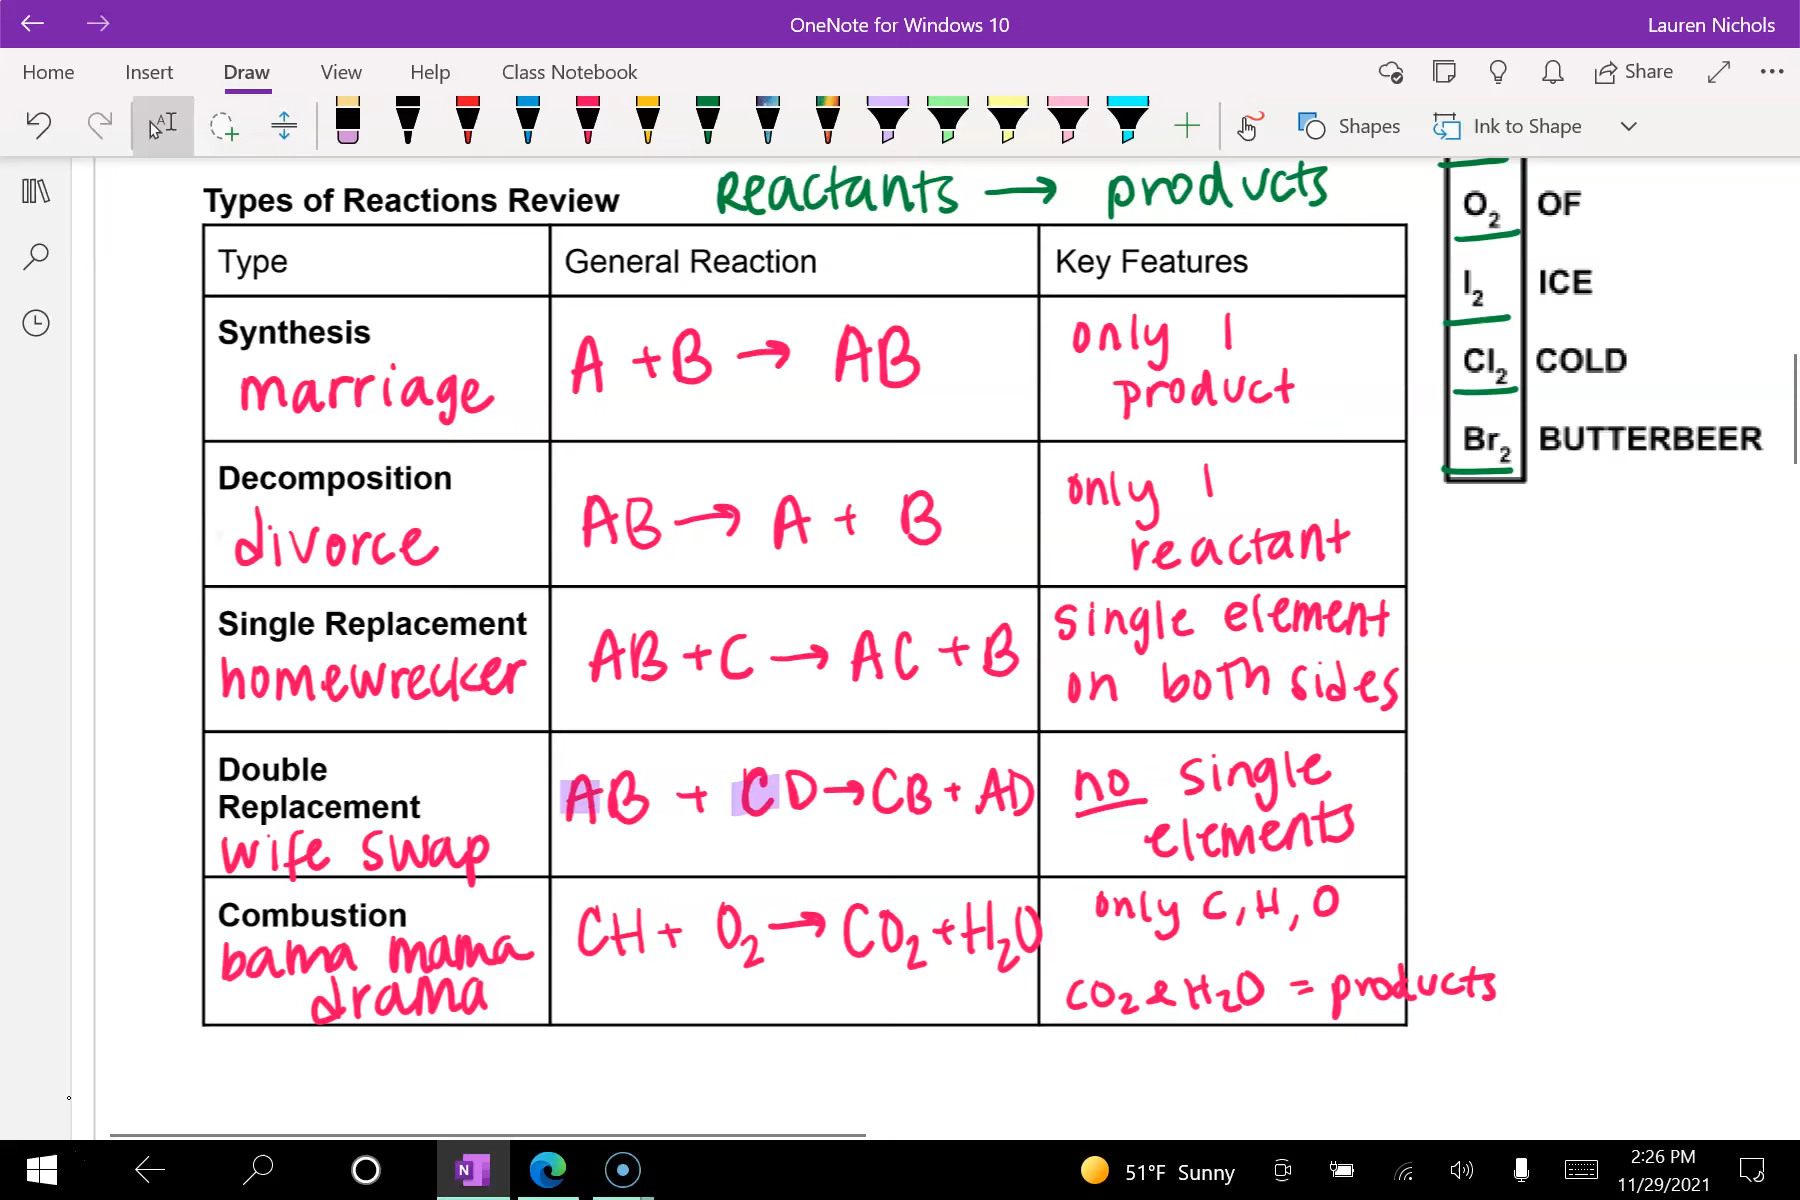 OneNote for Windows 10
Lauren Nichols
Home Insert Draw View Help Class Notebook Share
Shapes Ink to Shape
Types of Reactions Review
Reactants → products
Type General Reaction Key Features
Synthesis
marriage
A + B → AB
only 1
product
Decomposition
divorce
AB → A + B
only 1
reactant
Single Replacement
homewrecker
AB + C → AC + B
single element
on both sides
Double
Replacement
wife swap
AB + CD → CB + AD
no single
elements
Combustion
bama mama
drama
CH + O₂ → CO₂ + H₂O
only C, H, O
CO₂ & H₂O = products
O₂ OF
I₂ ICE
Cl₂ COLD
Br₂ BUTTERBEER
51°F Sunny
2:26 PM
11/29/2021